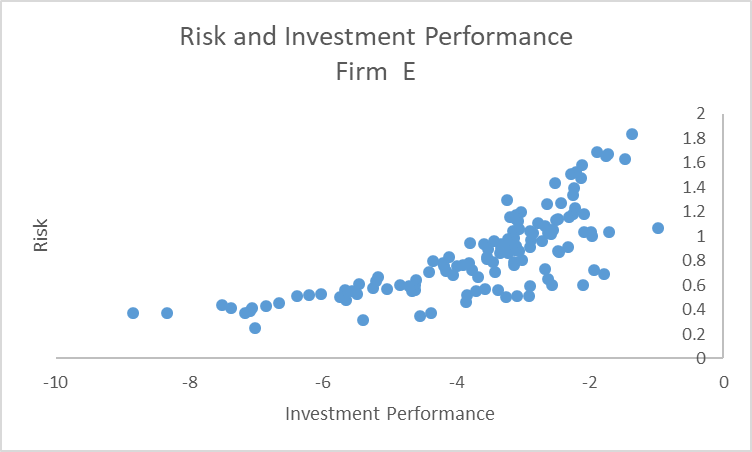 Risk and Investment Performance
Firm E
2
1.8
1.6
1.4
1.2
1
0.8
0.6
0.4
0.2
0
Risk
-10 -8 -6 -4 -2 0
Investment Performance